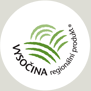 VYSOČINA regionální produkt®